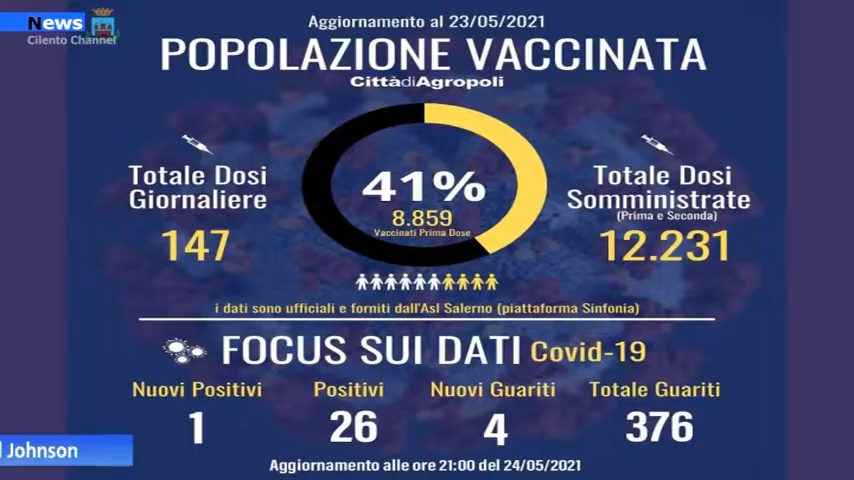 News
Cilento Channel
Aggiornamento al 23/05/2021
POPOLAZIONE VACCINATA
CittàdiAgropoli
Totale Dosi
Giornaliere
147
41%
8.859
Vaccinati Prima Dose
Totale Dosi
Somministrate
(Prima e Seconda)
12.231
i dati sono ufficiali e forniti dall'Asl Salerno (piattaforma Sinfonia)
FOCUS SUI DATI Covid-19
Nuovi Positivi
1
Positivi
26
Nuovi Guariti
4
Totale Guariti
376
Johnson
Aggiornamento alle ore 21:00 del 24/05/2021